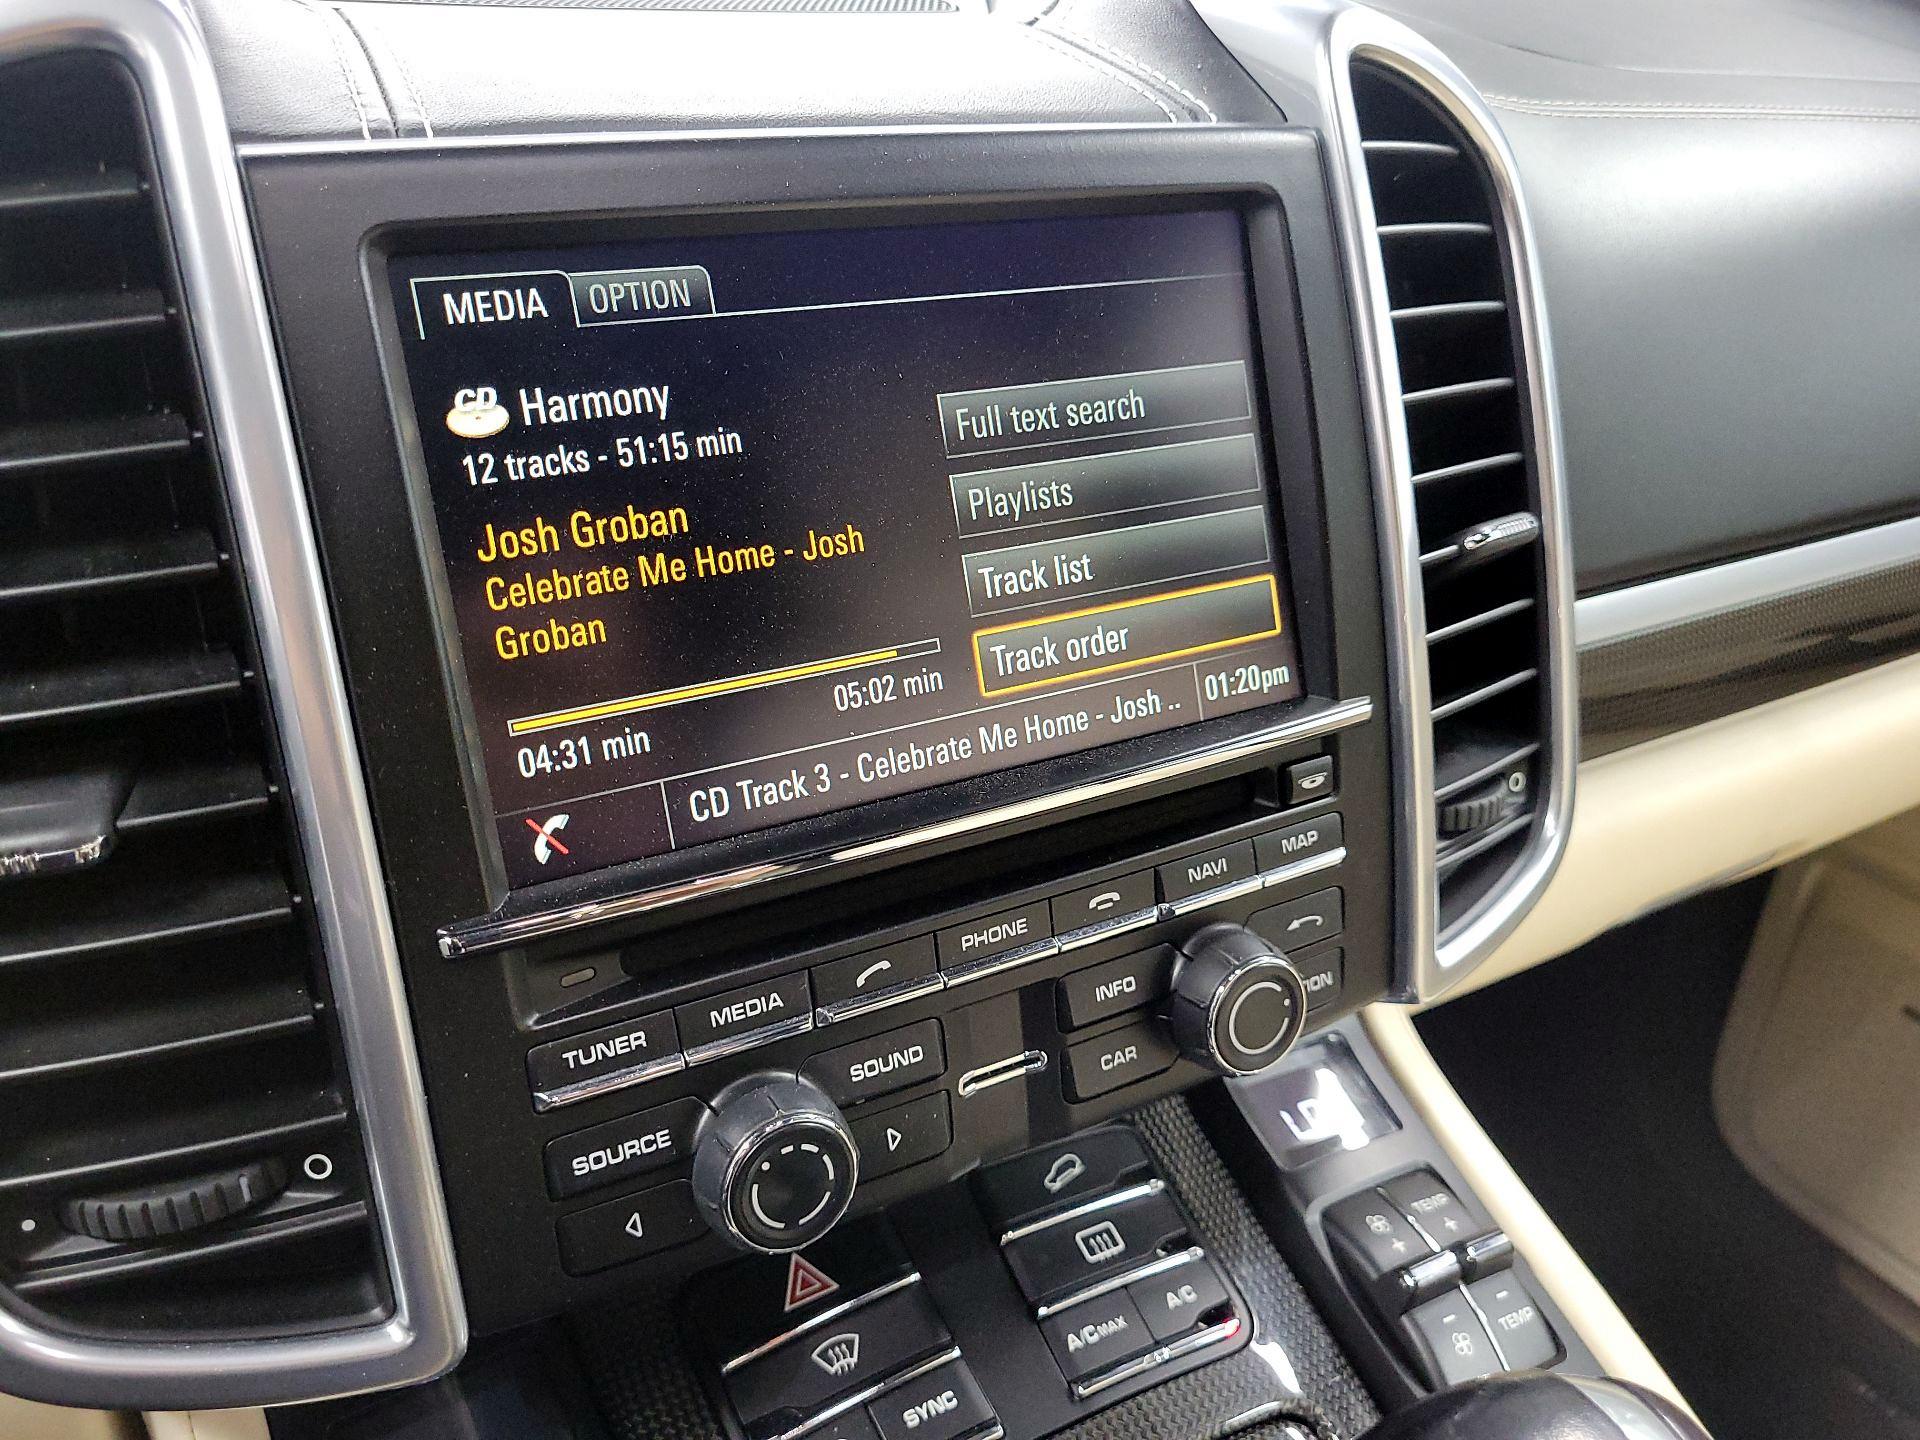 MEDIA
OPTION
CD Harmony
12 tracks - 51:15 min
Josh Groban
Celebrate Me Home - Josh
Groban
05:02 min
04:31 min
Full text search
Playlists
Track list
Track order
CD Track 3 - Celebrate Me Home - Josh ..
01:20pm
TUNER
MEDIA
PHONE
NAVI
MAP
SOURCE
SOUND
INFO
CAR
A/C MAX
A/C
SYNC
TEMP
+
+
-
-
TEMP